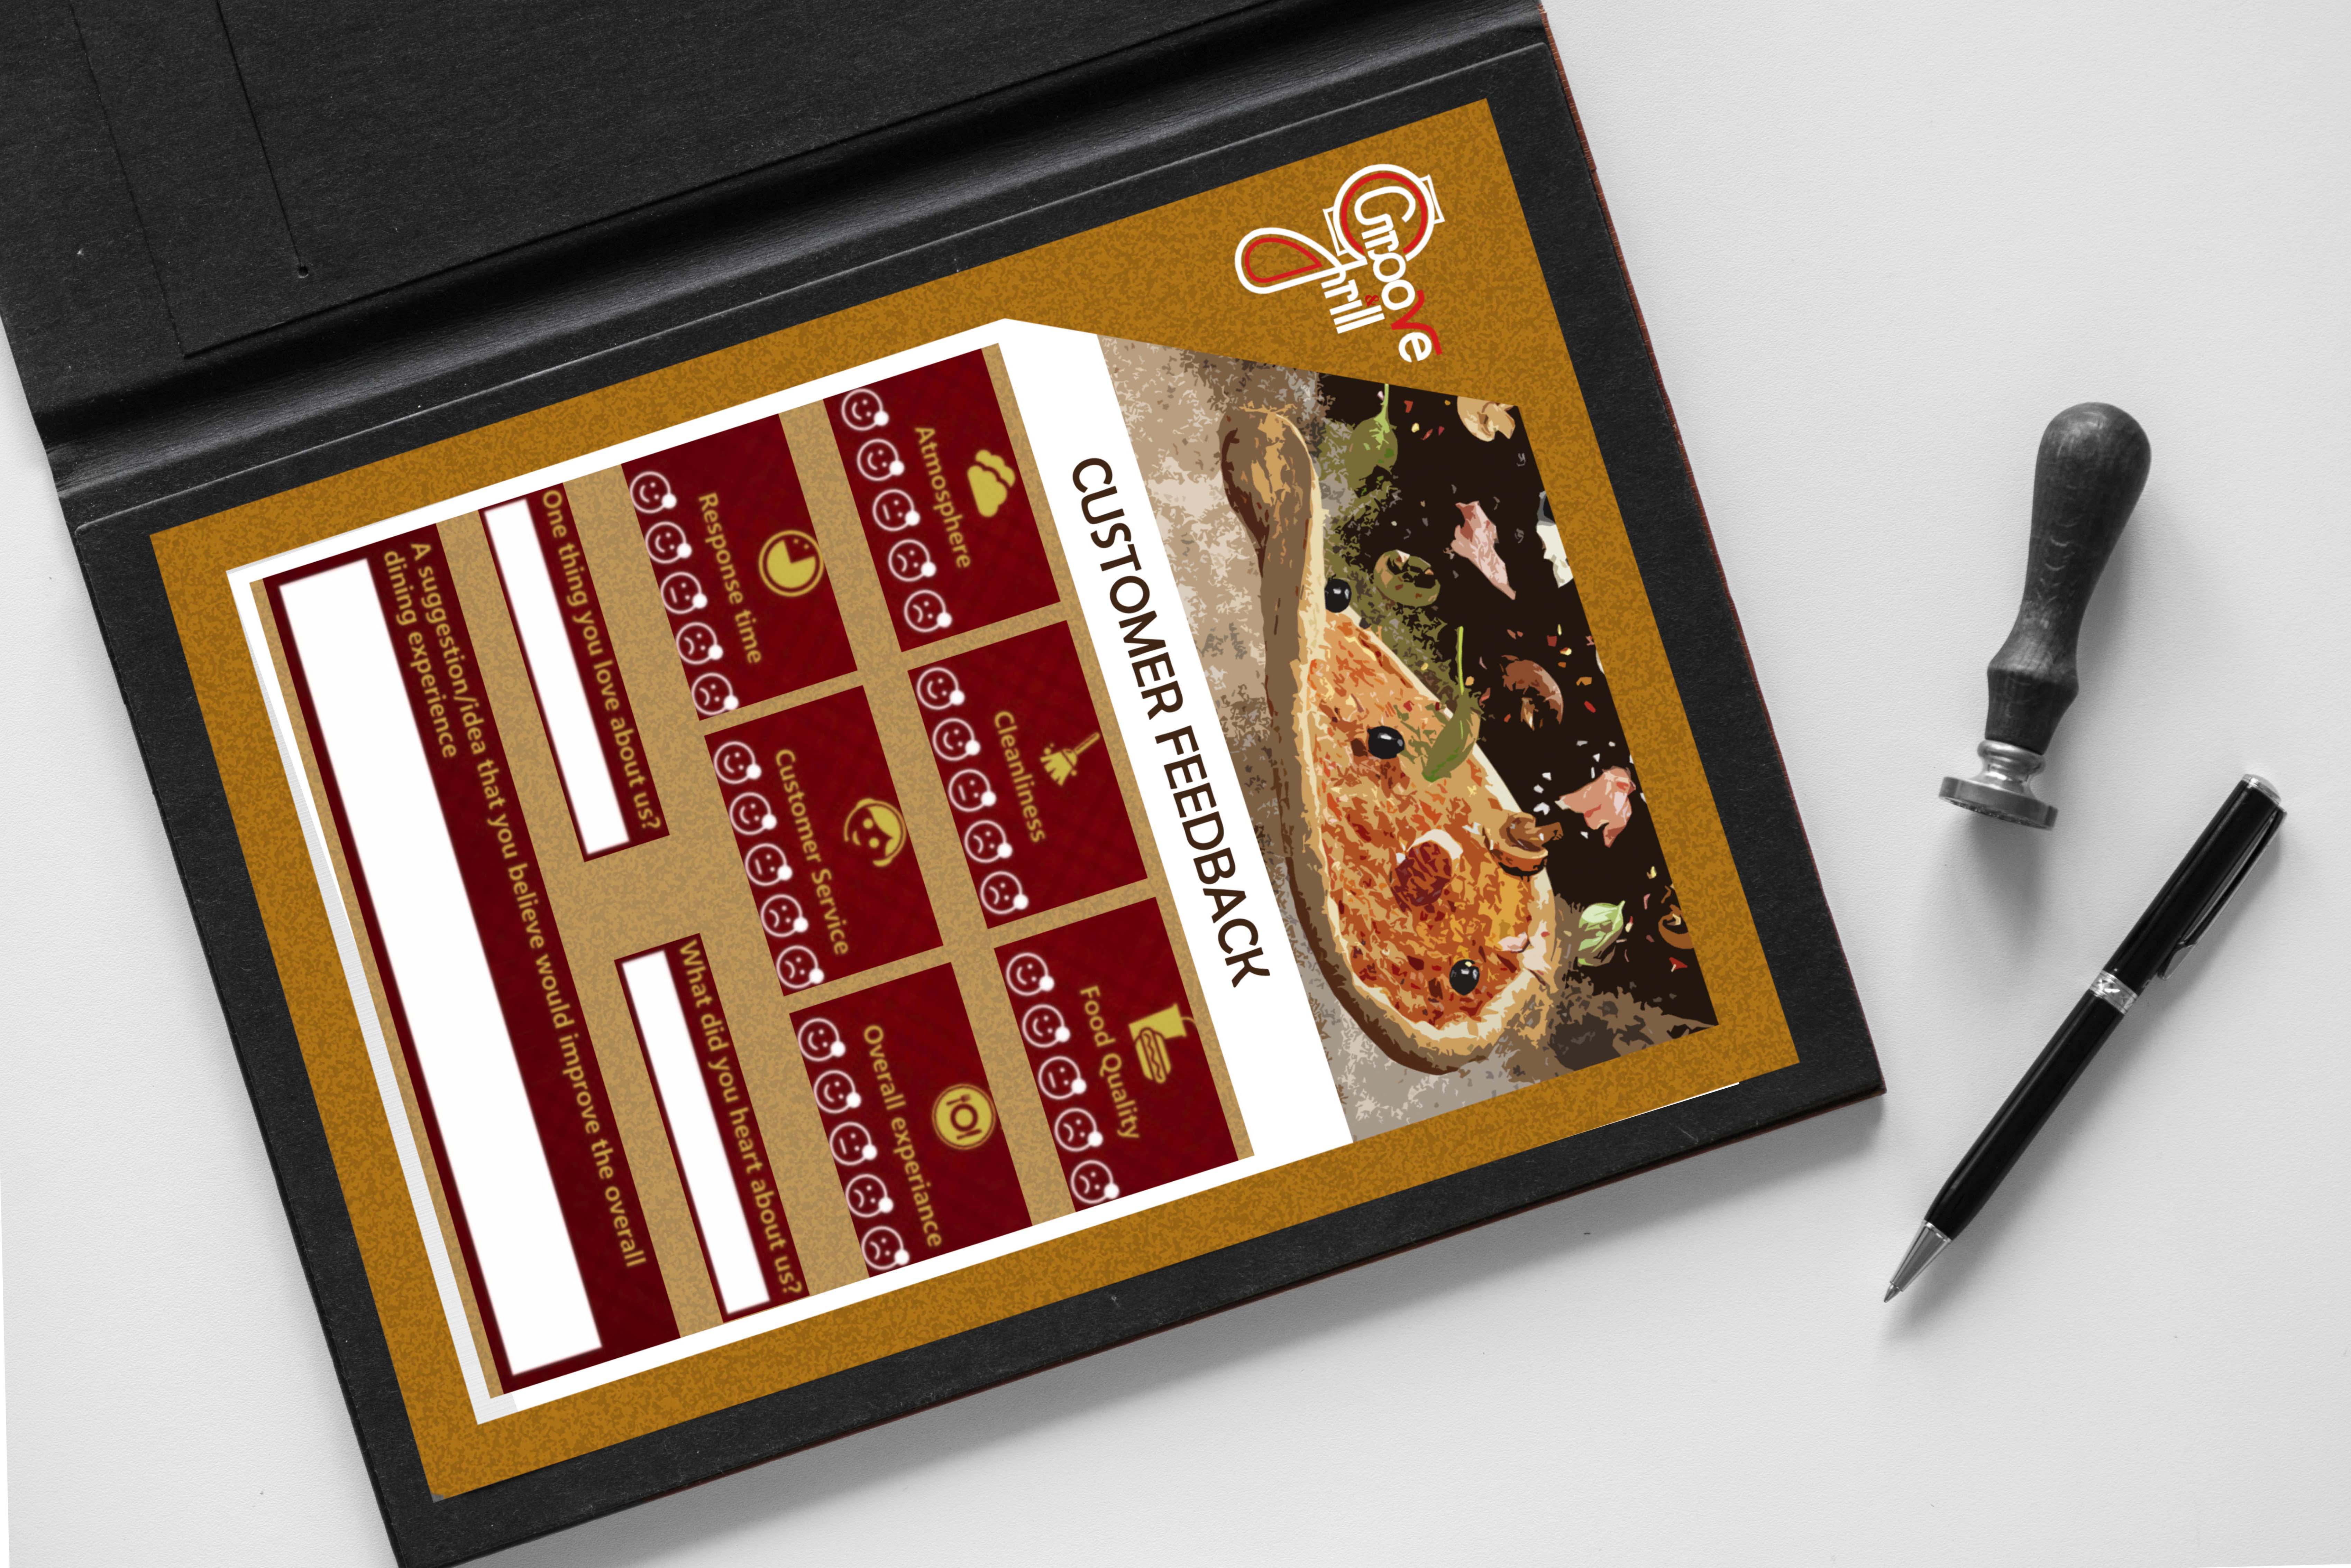 Groove
& Grill
CUSTOMER FEEDBACK
Atmosphere
Cleanliness
Food Quality
Response time
Customer Service
Overall experiance
One thing you love about us?
What did you heart about us?
A suggestion/idea that you believe would improve the overall
dining experience